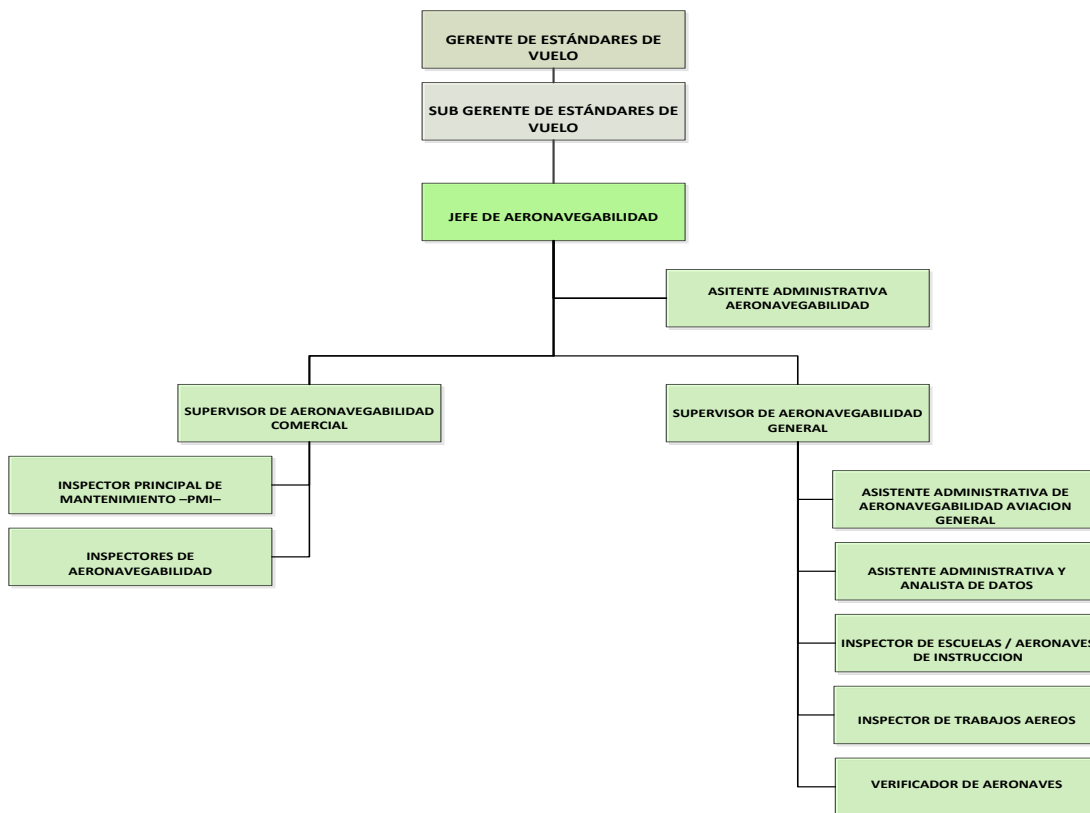 GERENTE DE ESTÁNDARES DE
VUELO
SUB GERENTE DE ESTÁNDARES DE
VUELO
JEFE DE AERONAVEGABILIDAD
ASITENTE ADMINISTRATIVA
AERONAVEGABILIDAD
SUPERVISOR DE AERONAVEGABILIDAD
COMERCIAL
INSPECTOR PRINCIPAL DE
MANTENIMIENTO –PMI–
INSPECTORES DE
AERONAVEGABILIDAD
SUPERVISOR DE AERONAVEGABILIDAD
GENERAL
ASISTENTE ADMINISTRATIVA DE
AERONAVEGABILIDAD AVIACION
GENERAL
ASISTENTE ADMINISTRATIVA Y
ANALISTA DE DATOS
INSPECTOR DE ESCUELAS / AERONAVES
DE INSTRUCCION
INSPECTOR DE TRABAJOS AEREOS
VERIFICADOR DE AERONAVES